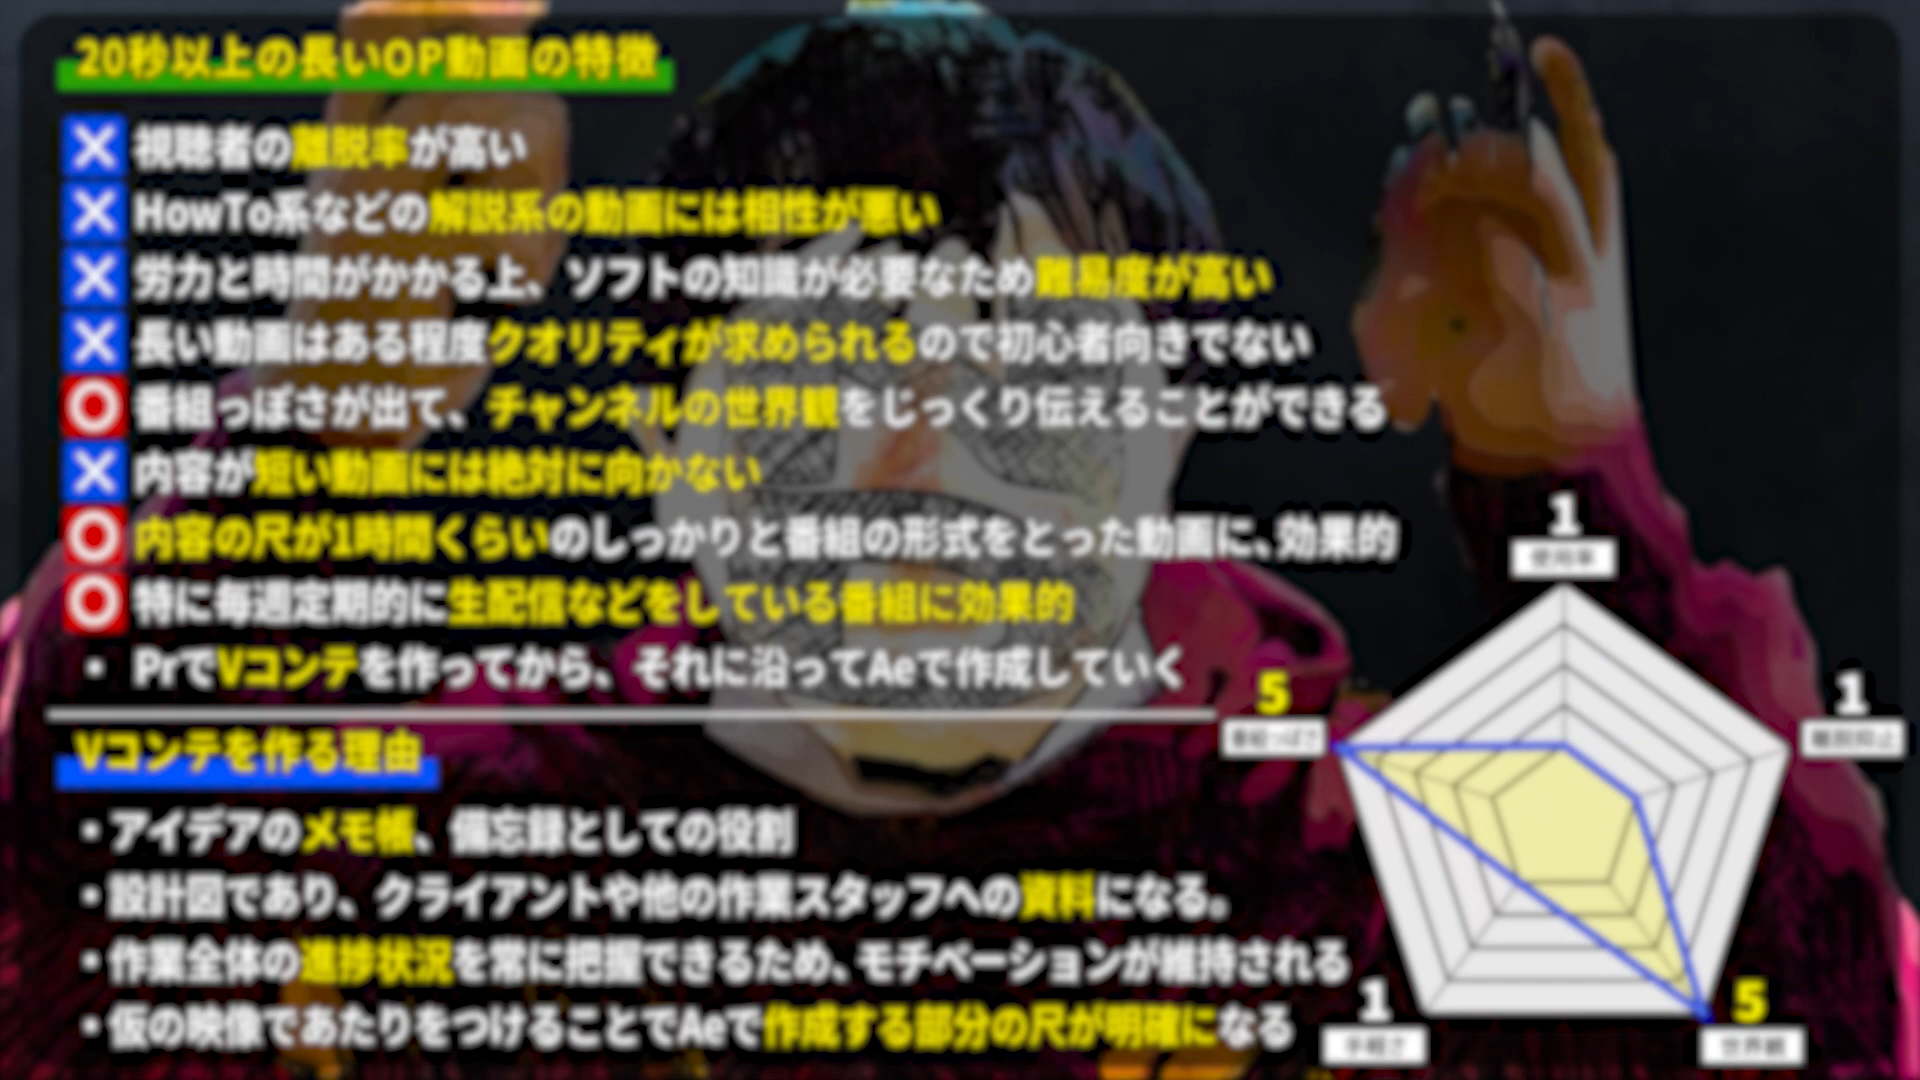 20秒以上の長いOP動画の特徴
× 視聴者の離脱率が高い
× HowTo系などの解説系の動画には相性が悪い
× 労力と時間がかかる上、ソフトの知識が必要なため難易度が高い
× 長い動画はある程度クオリティが求められるので初心者向きでない
○ 番組っぽさが出て、チャンネルの世界観をじっくり伝えることができる
× 内容が短い動画には絶対に向かない
○ 内容の尺が1時間くらいのしっかりと番組の形式をとった動画に、効果的
○ 特に毎週定期的に生配信などをしている番組に効果的
・ PrでVコンテを作ってから、それに沿ってAeで作成していく
Vコンテを作る理由
・アイデアのメモ帳、備忘録としての役割
・設計図であり、クライアントや他の作業スタッフへの資料になる。
・作業全体の進捗状況を常に把握できるため、モチベーションが維持される
・仮の映像であたりをつけることでAeで作成する部分の尺が明確になる
1
使用率
1
離脱抑止
5
世界観
1
手軽さ
5
番組っぽさ